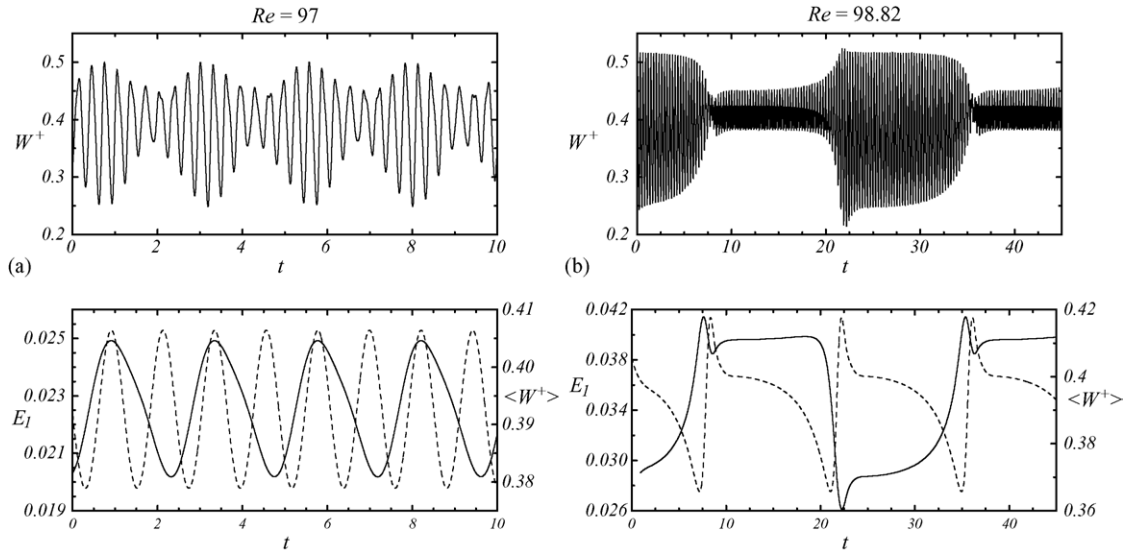 Re = 97
Re = 98.82
0.5
0.4
W+
0.3
0.2
0 2 4 6 8 10
t
(a)
0.5
0.4
W+
0.3
0.2
0 10 20 30 40
t
(b)
0.025
0.023
E_I
0.021
0.019
0.41
0.40
<W+>
0.39
0.38
0 2 4 6 8 10
t
0.042
0.038
E_I
0.034
0.030
0.026
0.42
0.40
<W+>
0.38
0.36
0 10 20 30 40
t